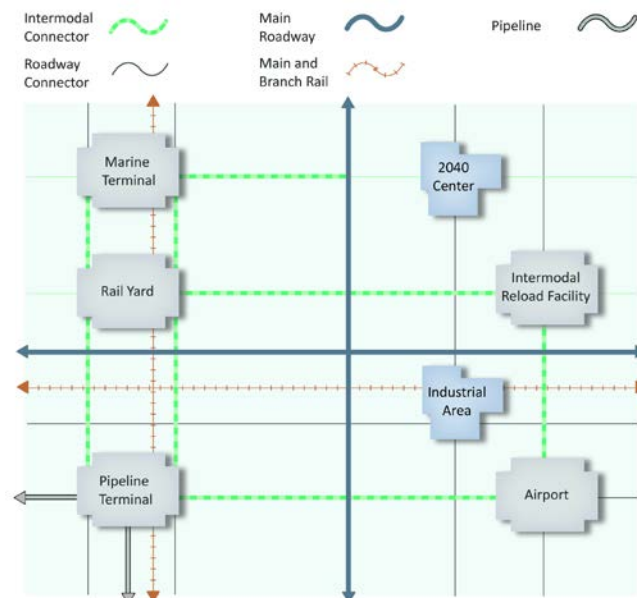 Intermodal
Connector
Main
Roadway
Pipeline
Roadway
Connector
Main and
Branch Rail
Marine
Terminal
2040
Center
Rail Yard
Intermodal
Reload Facility
Industrial
Area
Pipeline
Terminal
Airport